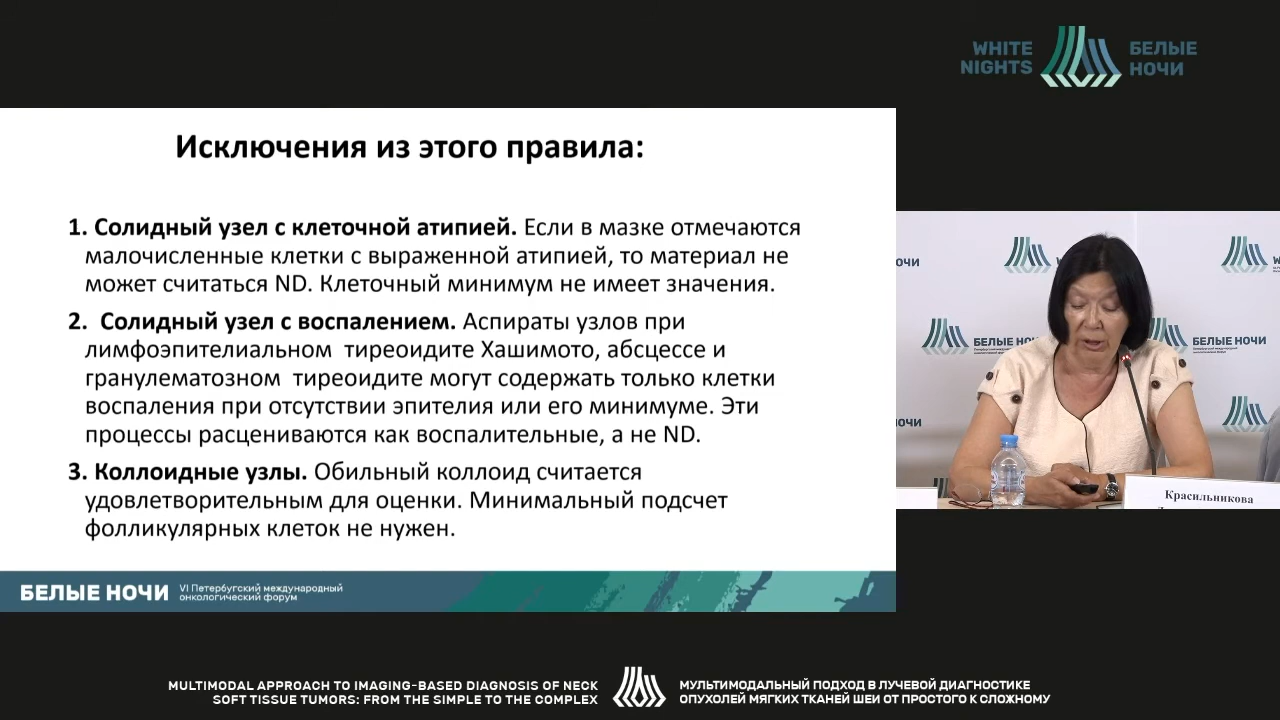 WHITE
NIGHTS
БЕЛЫЕ
НОЧИ
Исключения из этого правила:
1. Солидный узел с клеточной атипией. Если в мазке отмечаются
малочисленные клетки с выраженной атипией, то материал не
может считаться ND. Клеточный минимум не имеет значения.
2. Солидный узел с воспалением. Аспираты узлов при
лимфоэпителиальном тиреоидите Хашимото, абсцессе и
гранулематозном тиреоидите могут содержать только клетки
воспаления при отсутствии эпителия или его минимуме. Эти
процессы расцениваются как воспалительные, а не ND.
3. Коллоидные узлы. Обильный коллоид считается
удовлетворительным для оценки. Минимальный подсчет
фолликулярных клеток не нужен.
БЕЛЫЕ НОЧИ
VI Петербугский международный
онкологический форум
НОЧИ
БЕЛЫЕ НОЧИ
БЕЛЫЕ НОЧИ
НОЧИ
Красильникова
MULTIMODAL APPROACH TO IMAGING-BASED DIAGNOSIS OF NECK
SOFT TISSUE TUMORS: FROM THE SIMPLE TO THE COMPLEX
МУЛЬТИМОДАЛЬНЫЙ ПОДХОД В ЛУЧЕВОЙ ДИАГНОСТИКЕ
ОПУХОЛЕЙ МЯГКИХ ТКАНЕЙ ШЕИ ОТ ПРОСТОГО К СЛОЖНОМУ